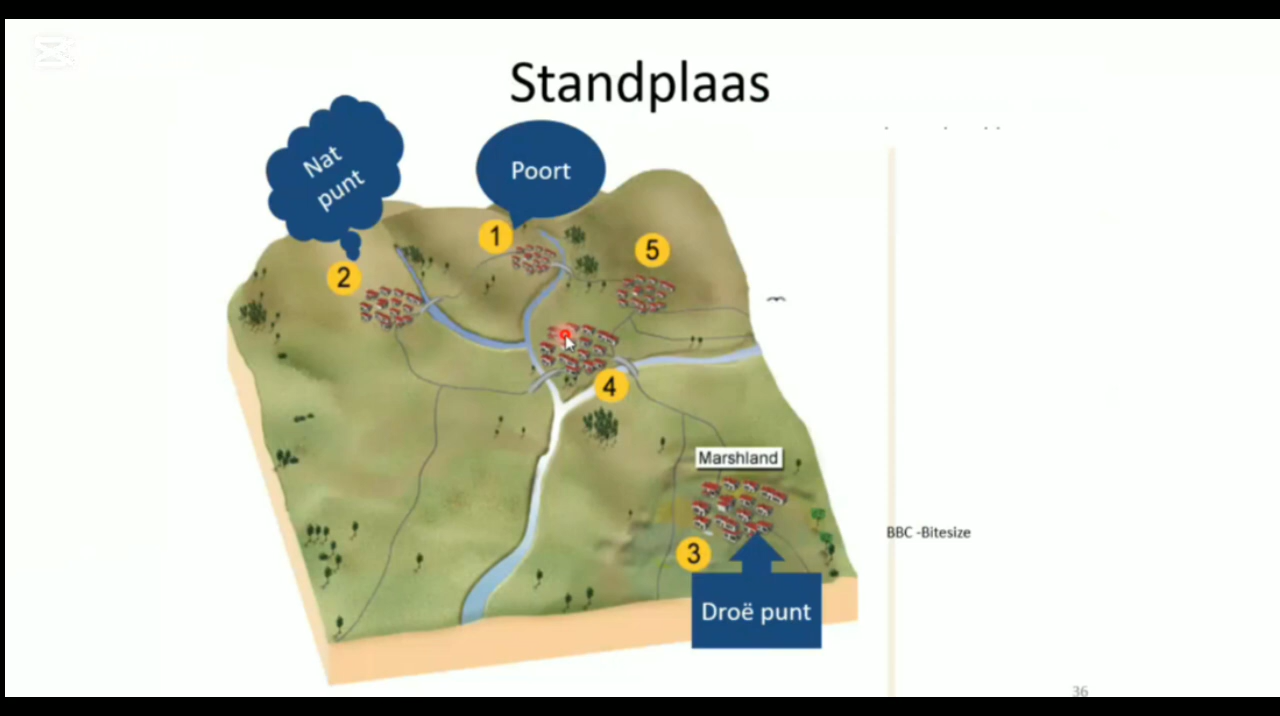 Standplaas
Nat
punt
Poort
1
5
2
4
Marshland
BBC -Bitesize
3
Droë punt
36